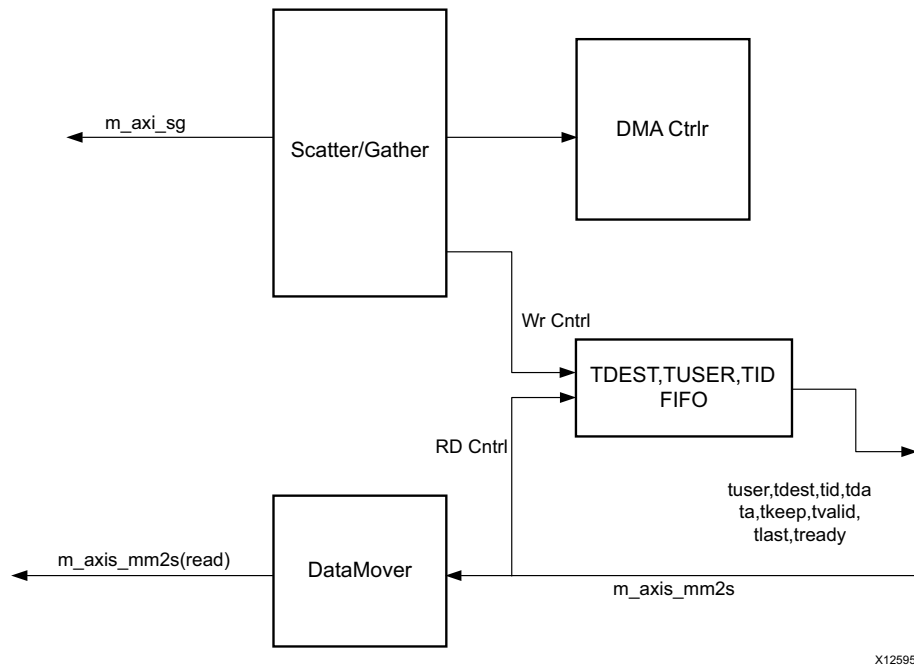 m_axi_sg
Scatter/Gather
DMA Ctrlr
Wr Cntrl
TDEST,TUSER,TID
FIFO
RD Cntrl
tuser,tdest,tid,tda
ta,tkeep,tvalid,
tlast,tready
m_axis_mm2s(read)
DataMover
m_axis_mm2s
X12595